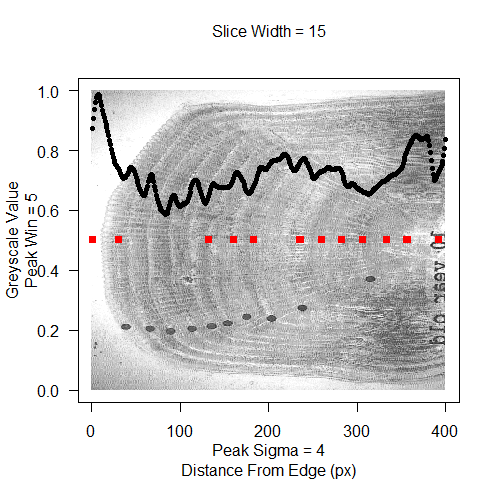 Slice Width = 15
1.0
0.8
0.6
0.4
0.2
0.0
Greyscale Value
Peak Win = 5
0
100
200
300
400
Peak Sigma = 4
Distance From Edge (px)